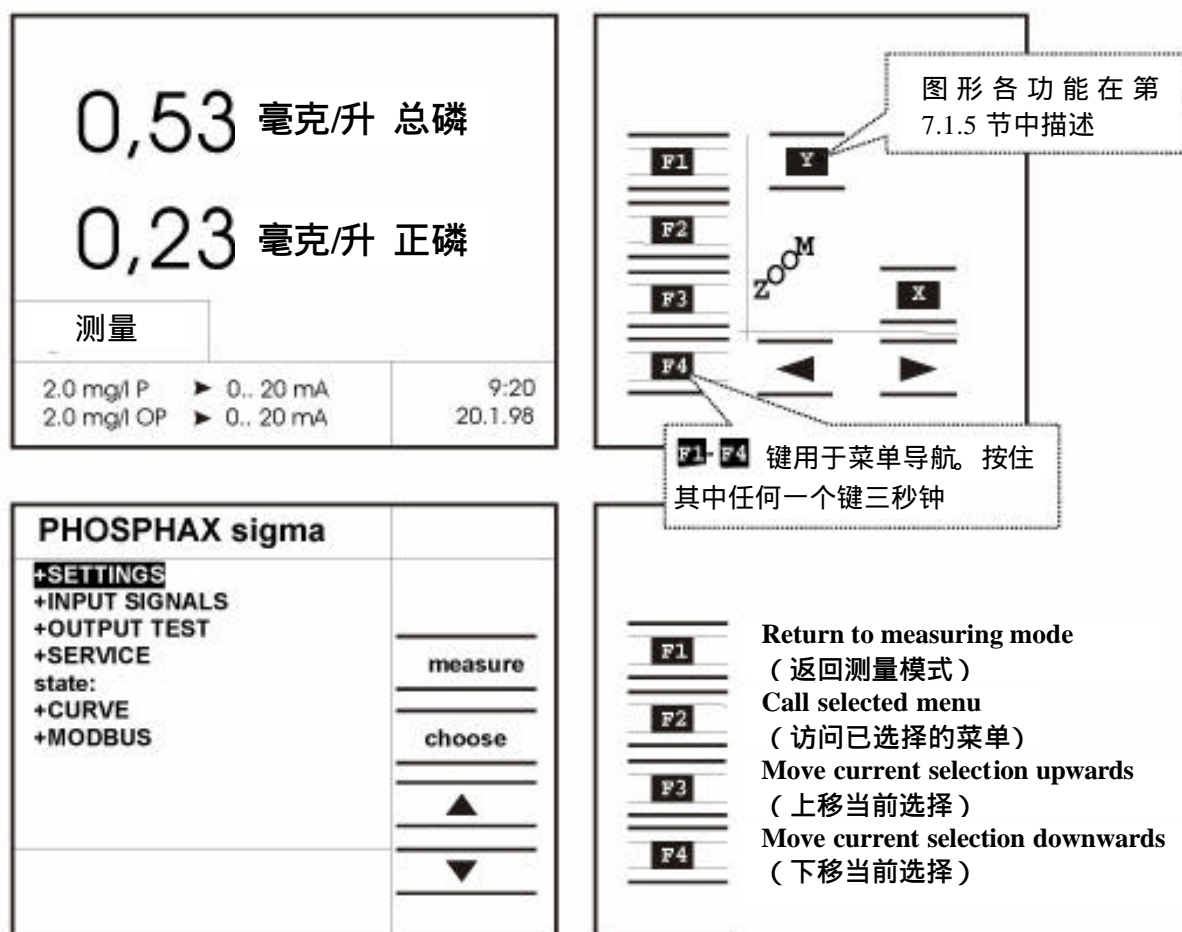 0,53 毫克/升 总磷
0,23 毫克/升 正磷
测量
2.0 mg/l P ► 0.. 20 mA 9:20
2.0 mg/l OP ► 0.. 20 mA 20.1.98
图形各功能在第
7.1.5 节中描述
F1
Y
F2
ZOOM
F3
X
F4
◄ ►
F1-F4 键用于菜单导航。按住
其中任何一个键三秒钟
PHOSPHAX sigma
+SETTINGS
+INPUT SIGNALS
+OUTPUT TEST
+SERVICE
state:
+CURVE
+MODBUS
measure
choose
▲
▼
F1
Return to measuring mode
（返回测量模式）
F2
Call selected menu
（访问已选择的菜单）
F3
Move current selection upwards
（上移当前选择）
F4
Move current selection downwards
（下移当前选择）